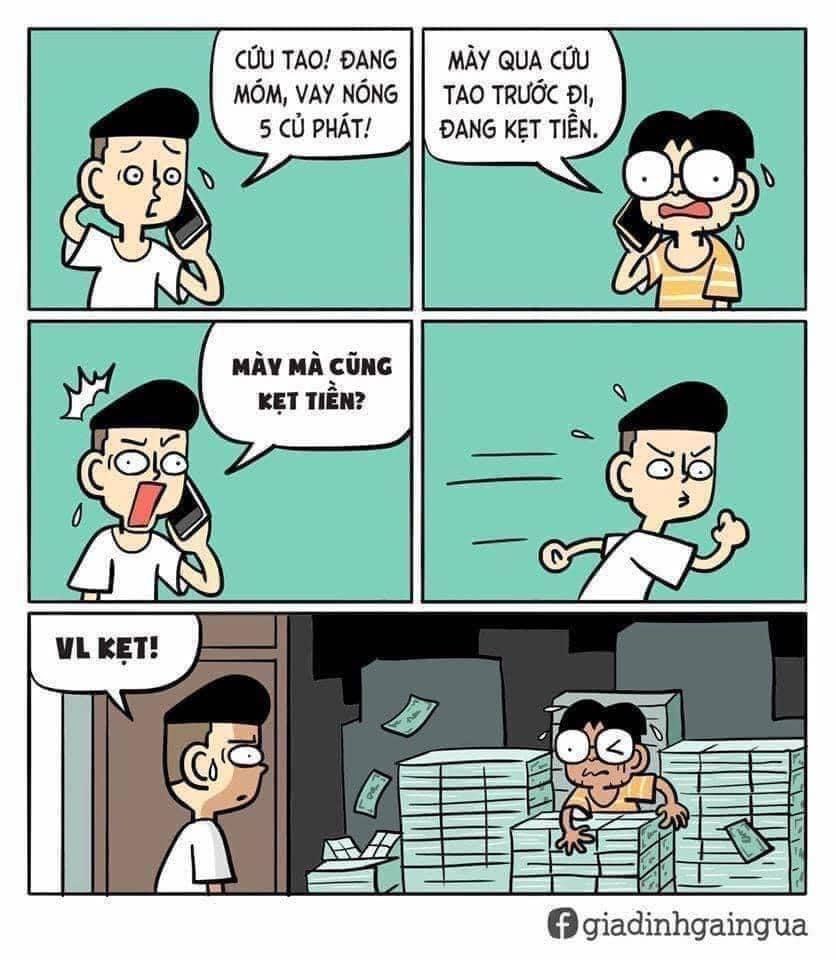 CỨU TAO! ĐANG
MÓM, VAY NÓNG
5 CỦ PHÁT!
MÀY QUA CỨU
TAO TRƯỚC ĐI,
ĐANG KẸT TIỀN.
MÀY MÀ CŨNG
KẸT TIỀN?
VL KẸT!
giadinhgaingua